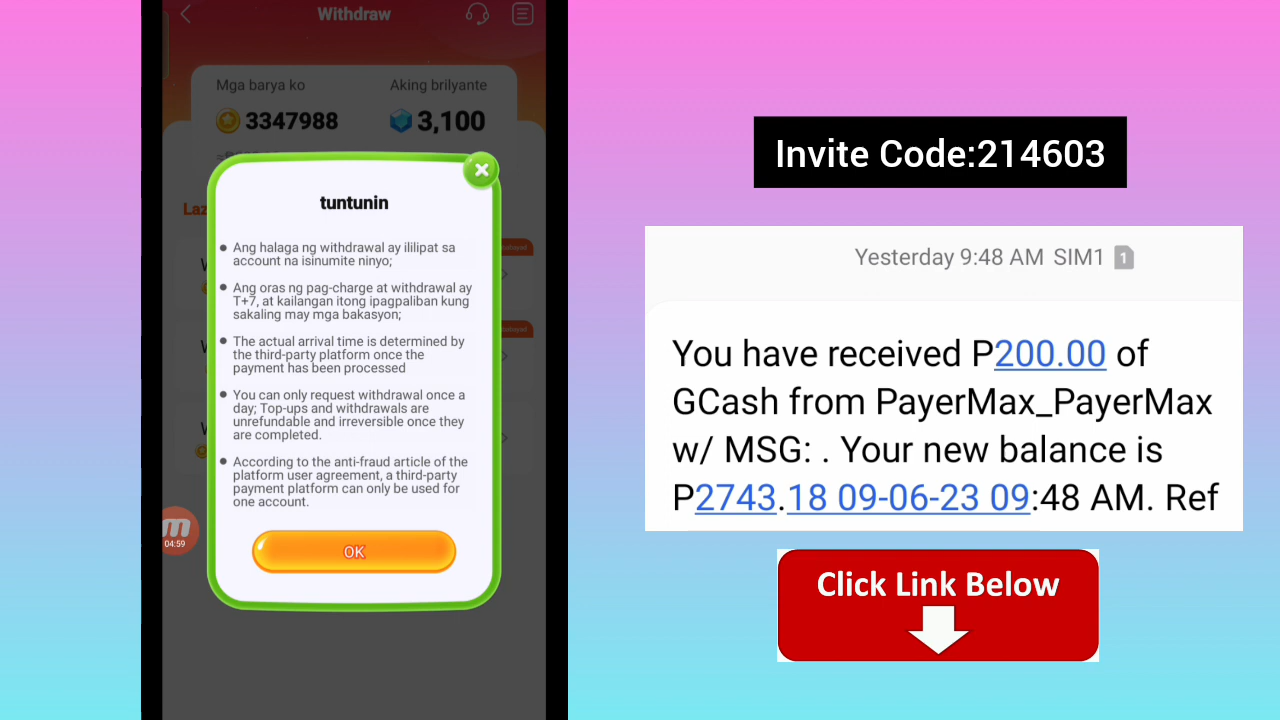 Withdraw
Mga barya ko
Aking brilyante
3347988
3,100
tuntunin
Ang halaga ng withdrawal ay ililipat sa
account na isinumite ninyo;
Ang oras ng pag-charge at withdrawal ay
T+7, at kailangan itong ipagpaliban kung
sakaling may mga bakasyon;
The actual arrival time is determined by
the third-party platform once the
payment has been processed
You can only request withdrawal once a
day; Top-ups and withdrawals are
unrefundable and irreversible once they
are completed.
According to the anti-fraud article of the
platform user agreement, a third-party
payment platform can only be used for
one account.
OK
04:59
Invite Code:214603
Yesterday 9:48 AM SIM1 1
You have received P200.00 of
GCash from PayerMax_PayerMax
w/ MSG: . Your new balance is
P2743.18 09-06-23 09:48 AM. Ref
Click Link Below